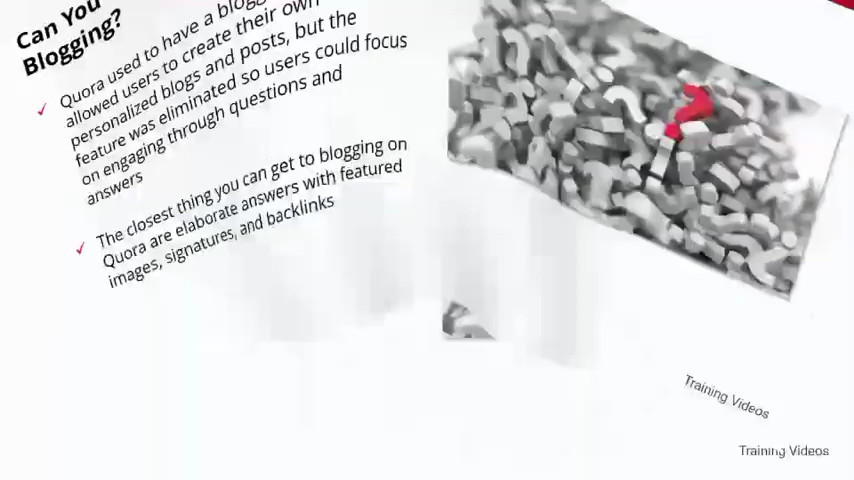 Can You
Blogging?
✓ Quora used to have a blog
allowed users to create their own
personalized blogs and posts, but the
feature was eliminated so users could focus
on engaging through questions and
answers
✓ The closest thing you can get to blogging on
Quora are elaborate answers with featured
images, signatures, and backlinks
Training Videos
Training Videos